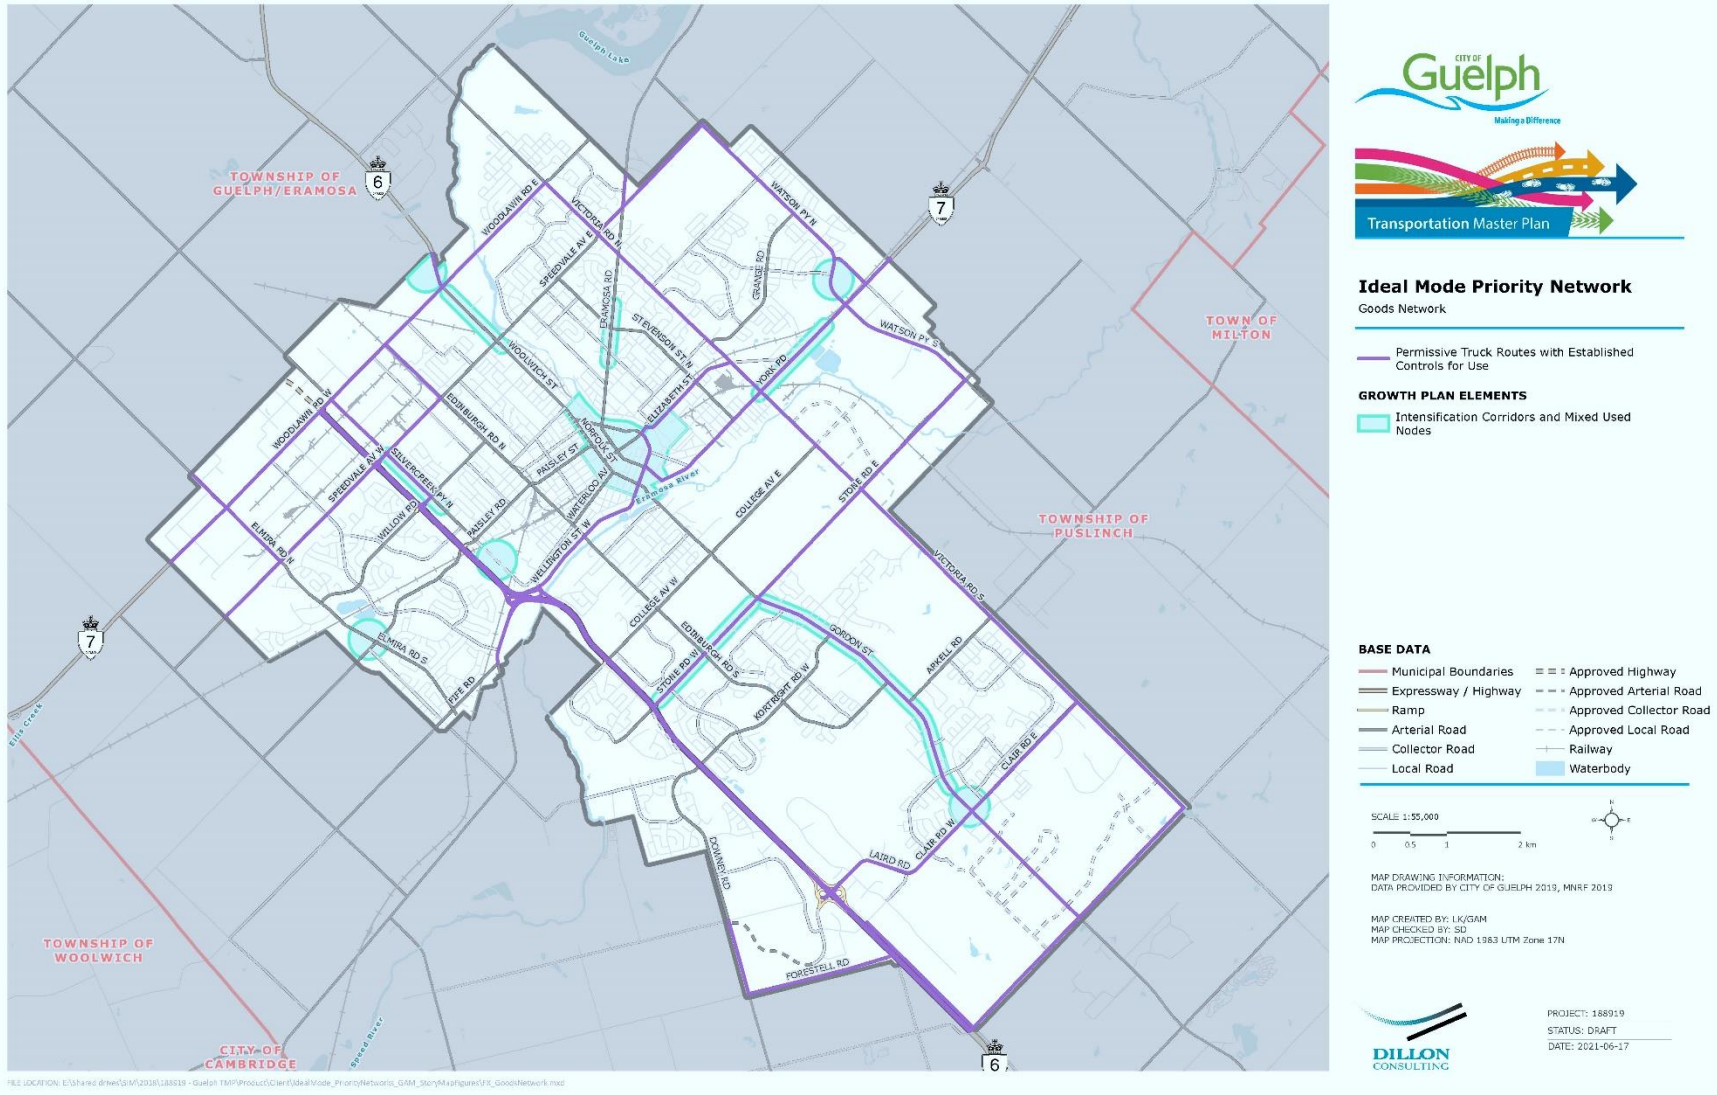 Guelph Lake
TOWNSHIP OF
GUELPH/ERAMOSA
6
7
WOODLAWN RD E
VICTORIA RD N
WATSON PY N
SPEEDVALE AV E
ERAMOSA RD
GRANGE RD
STEVENSON ST N
WATSON PY S
TOWN OF
MILTON
WOOLWICH ST
YORK RD
ELIZABETH ST
WOODLAWN RD W
EDINBURGH RD N
NORFOLK ST
SPEEDVALE AV W
SILVERCREEK PY N
PAISLEY ST
WATERLOO AV
Eramosa River
COLLEGE AV E
STONE RD E
WILLOW RD
PAISLEY RD
ELMIRA RD N
WELLINGTON ST W
TOWNSHIP OF
PUSLINCH
VICTORIA RD S
COLLEGE AV W
7
ELMIRA RD S
EDINBURGH RD S
GORDON ST
ARKELL RD
STONE RD W
KORTRIGHT RD W
FIFE RD
Ellis Creek
CLAIR RD E
CLAIR RD W
LAIRD RD
DOWNEY RD
TOWNSHIP OF
WOOLWICH
FORESTELL RD
Speed River
CITY OF
CAMBRIDGE
6
CITY OF
Guelph
Making a Difference
Transportation Master Plan
Ideal Mode Priority Network
Goods Network
Permissive Truck Routes with Established
Controls for Use
GROWTH PLAN ELEMENTS
Intensification Corridors and Mixed Used
Nodes
BASE DATA
Municipal Boundaries
Expressway / Highway
Ramp
Arterial Road
Collector Road
Local Road
Approved Highway
Approved Arterial Road
Approved Collector Road
Approved Local Road
Railway
Waterbody
SCALE 1:55,000
0 0.5 1 2 km
N
W E
S
MAP DRAWING INFORMATION:
DATA PROVIDED BY CITY OF GUELPH 2019, MNRF 2019
MAP CREATED BY: LK/GAM
MAP CHECKED BY: SD
MAP PROJECTION: NAD 1983 UTM Zone 17N
DILLON
CONSULTING
PROJECT: 188919
STATUS: DRAFT
DATE: 2021-06-17